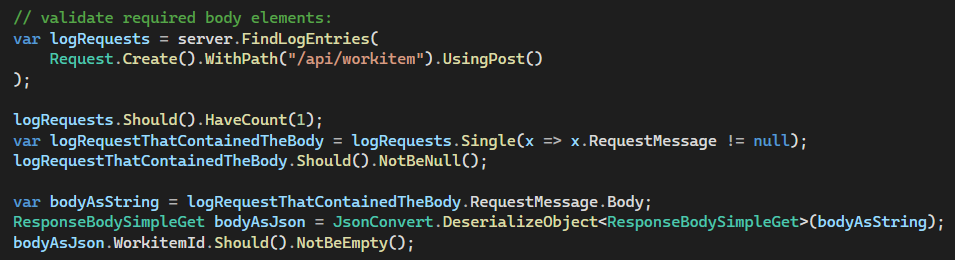 // validate required body elements:
var logRequests = server.FindLogEntries(
    Request.Create().WithPath("/api/workitem").UsingPost()
);

logRequests.Should().HaveCount(1);
var logRequestThatContainedTheBody = logRequests.Single(x => x.RequestMessage != null);
logRequestThatContainedTheBody.Should().NotBeNull();

var bodyAsString = logRequestThatContainedTheBody.RequestMessage.Body;
ResponseBodySimpleGet bodyAsJson = JsonConvert.DeserializeObject<ResponseBodySimpleGet>(bodyAsString);
bodyAsJson.WorkitemId.Should().NotBeEmpty();